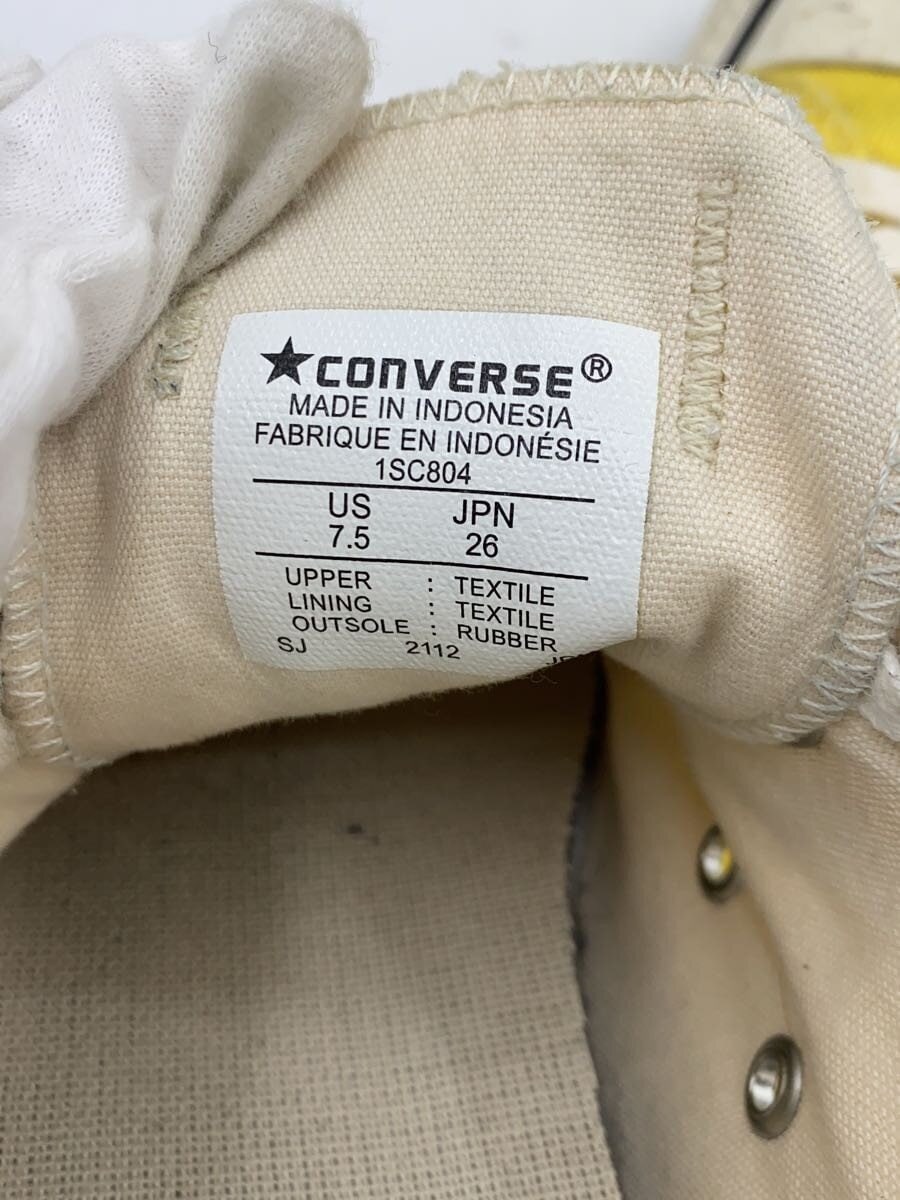 ★CONVERSE®
MADE IN INDONESIA
FABRIQUE EN INDONÉSIE
1SC804
US JPN
7.5 26
UPPER : TEXTILE
LINING : TEXTILE
OUTSOLE : RUBBER
SJ 2112